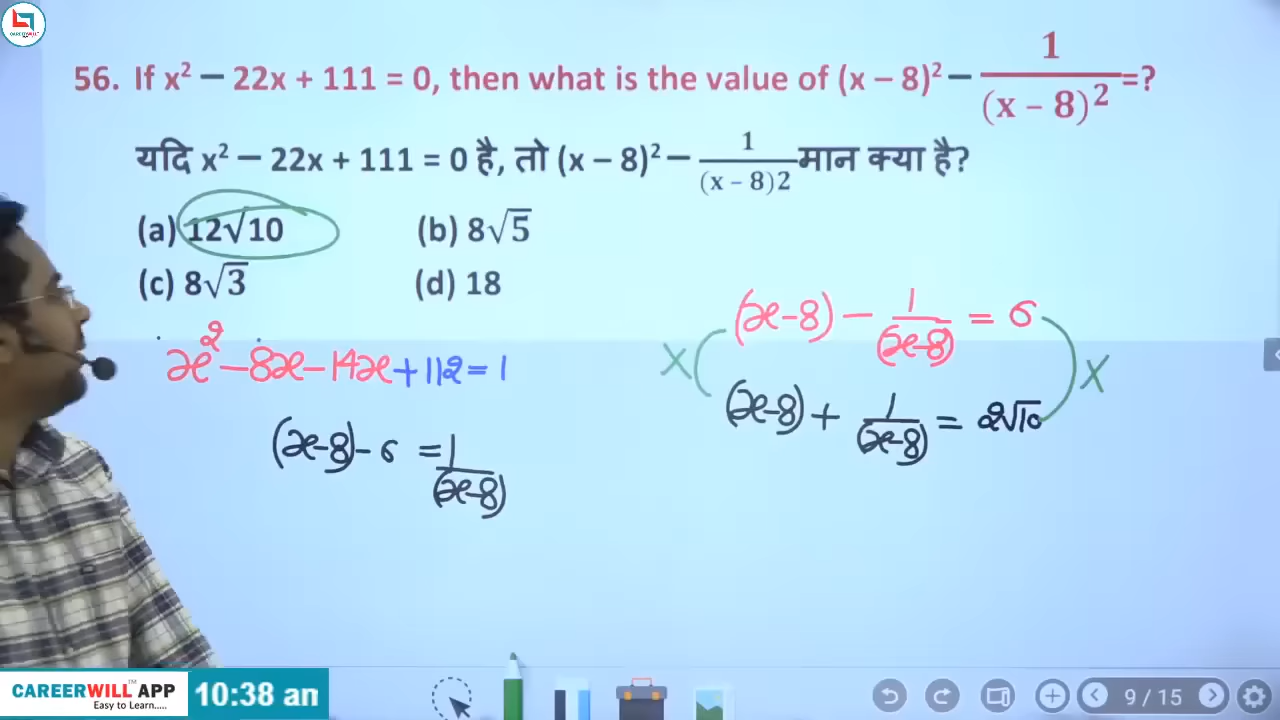 CAREERWILL
56. If x² − 22x + 111 = 0, then what is the value of (x − 8)² − 1/(x − 8)² =?
यदि x² − 22x + 111 = 0 है, तो (x − 8)² − 1/(x − 8)2 मान क्या है?
(a) 12√10 (b) 8√5
(c) 8√3 (d) 18
x² − 8x − 14x + 112 = 1
(x−8) − 6 = 1/(x−8)
(x−8) − 1/(x−8) = 6
x x
(x−8) + 1/(x−8) = 2√10
CAREERWILL™ APP
Easy to Learn.....
10:38 an
9 / 15